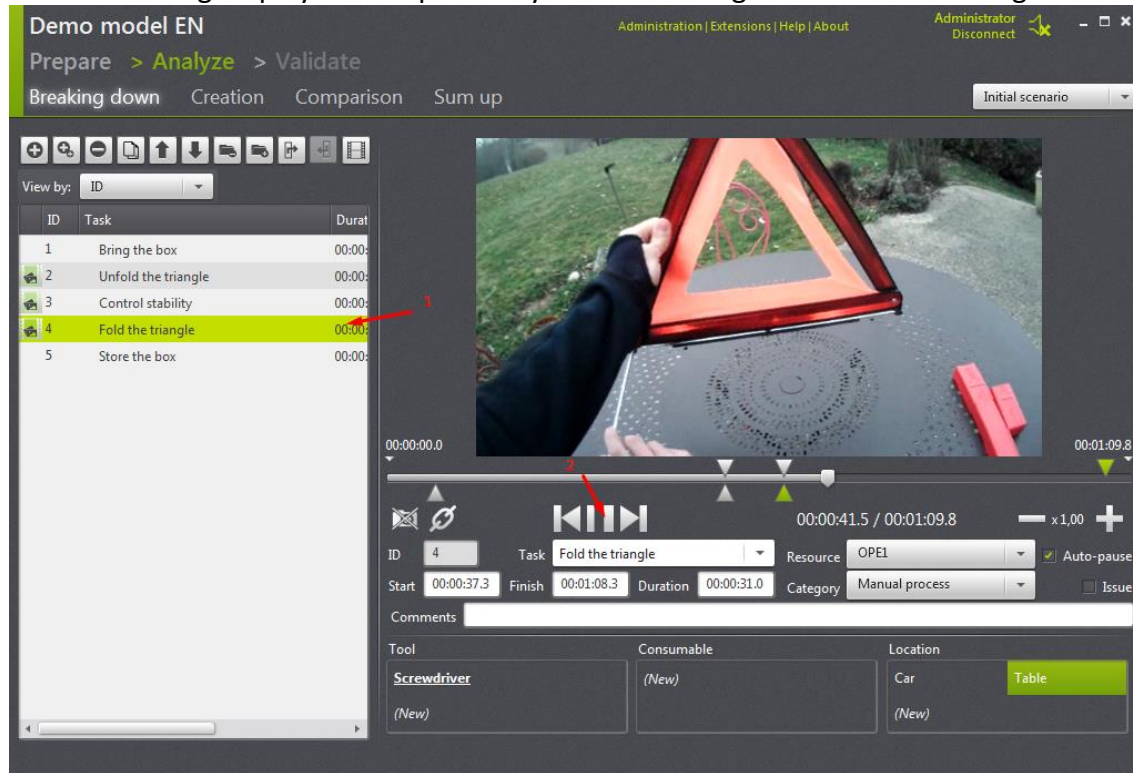 Demo model EN
Administration | Extensions | Help | About
Administrator
Disconnect
Prepare > Analyze > Validate
Breaking down Creation Comparison Sum up
Initial scenario
View by: ID
ID Task Durat
1 Bring the box 00:00:
2 Unfold the triangle 00:00:
3 Control stability 00:00:
4 Fold the triangle 00:00:
5 Store the box 00:00:
1
00:00:00.0
00:01:09.8
2
00:00:41.5 / 00:01:09.8
x 1,00
ID 4 Task Fold the triangle Resource OPE1 Auto-pause
Start 00:00:37.3 Finish 00:01:08.3 Duration 00:00:31.0 Category Manual process Issue
Comments
Tool Consumable Location
Screwdriver (New) Car Table
(New) (New)